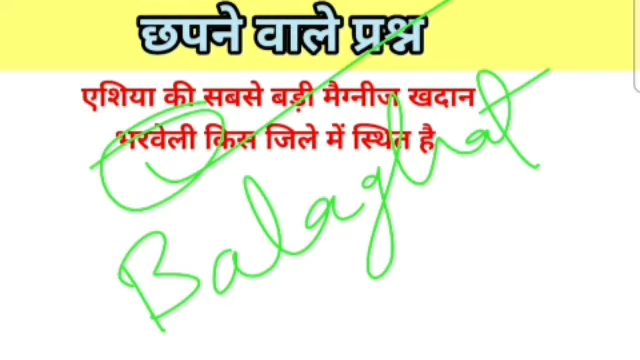 छपने वाले प्रश्न
एशिया की सबसे बड़ी मैग्नीज खदान
भरवेली किस जिले में स्थित है
Balaghat